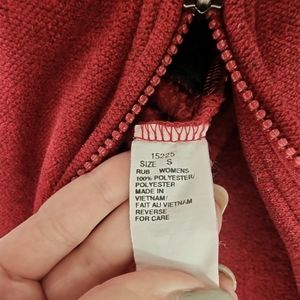 15225
SIZE S
RUB WOMENS
100% POLYESTER/
POLYESTER
MADE IN
VIETNAM/
FAIT AU VIETNAM
REVERSE
FOR CARE